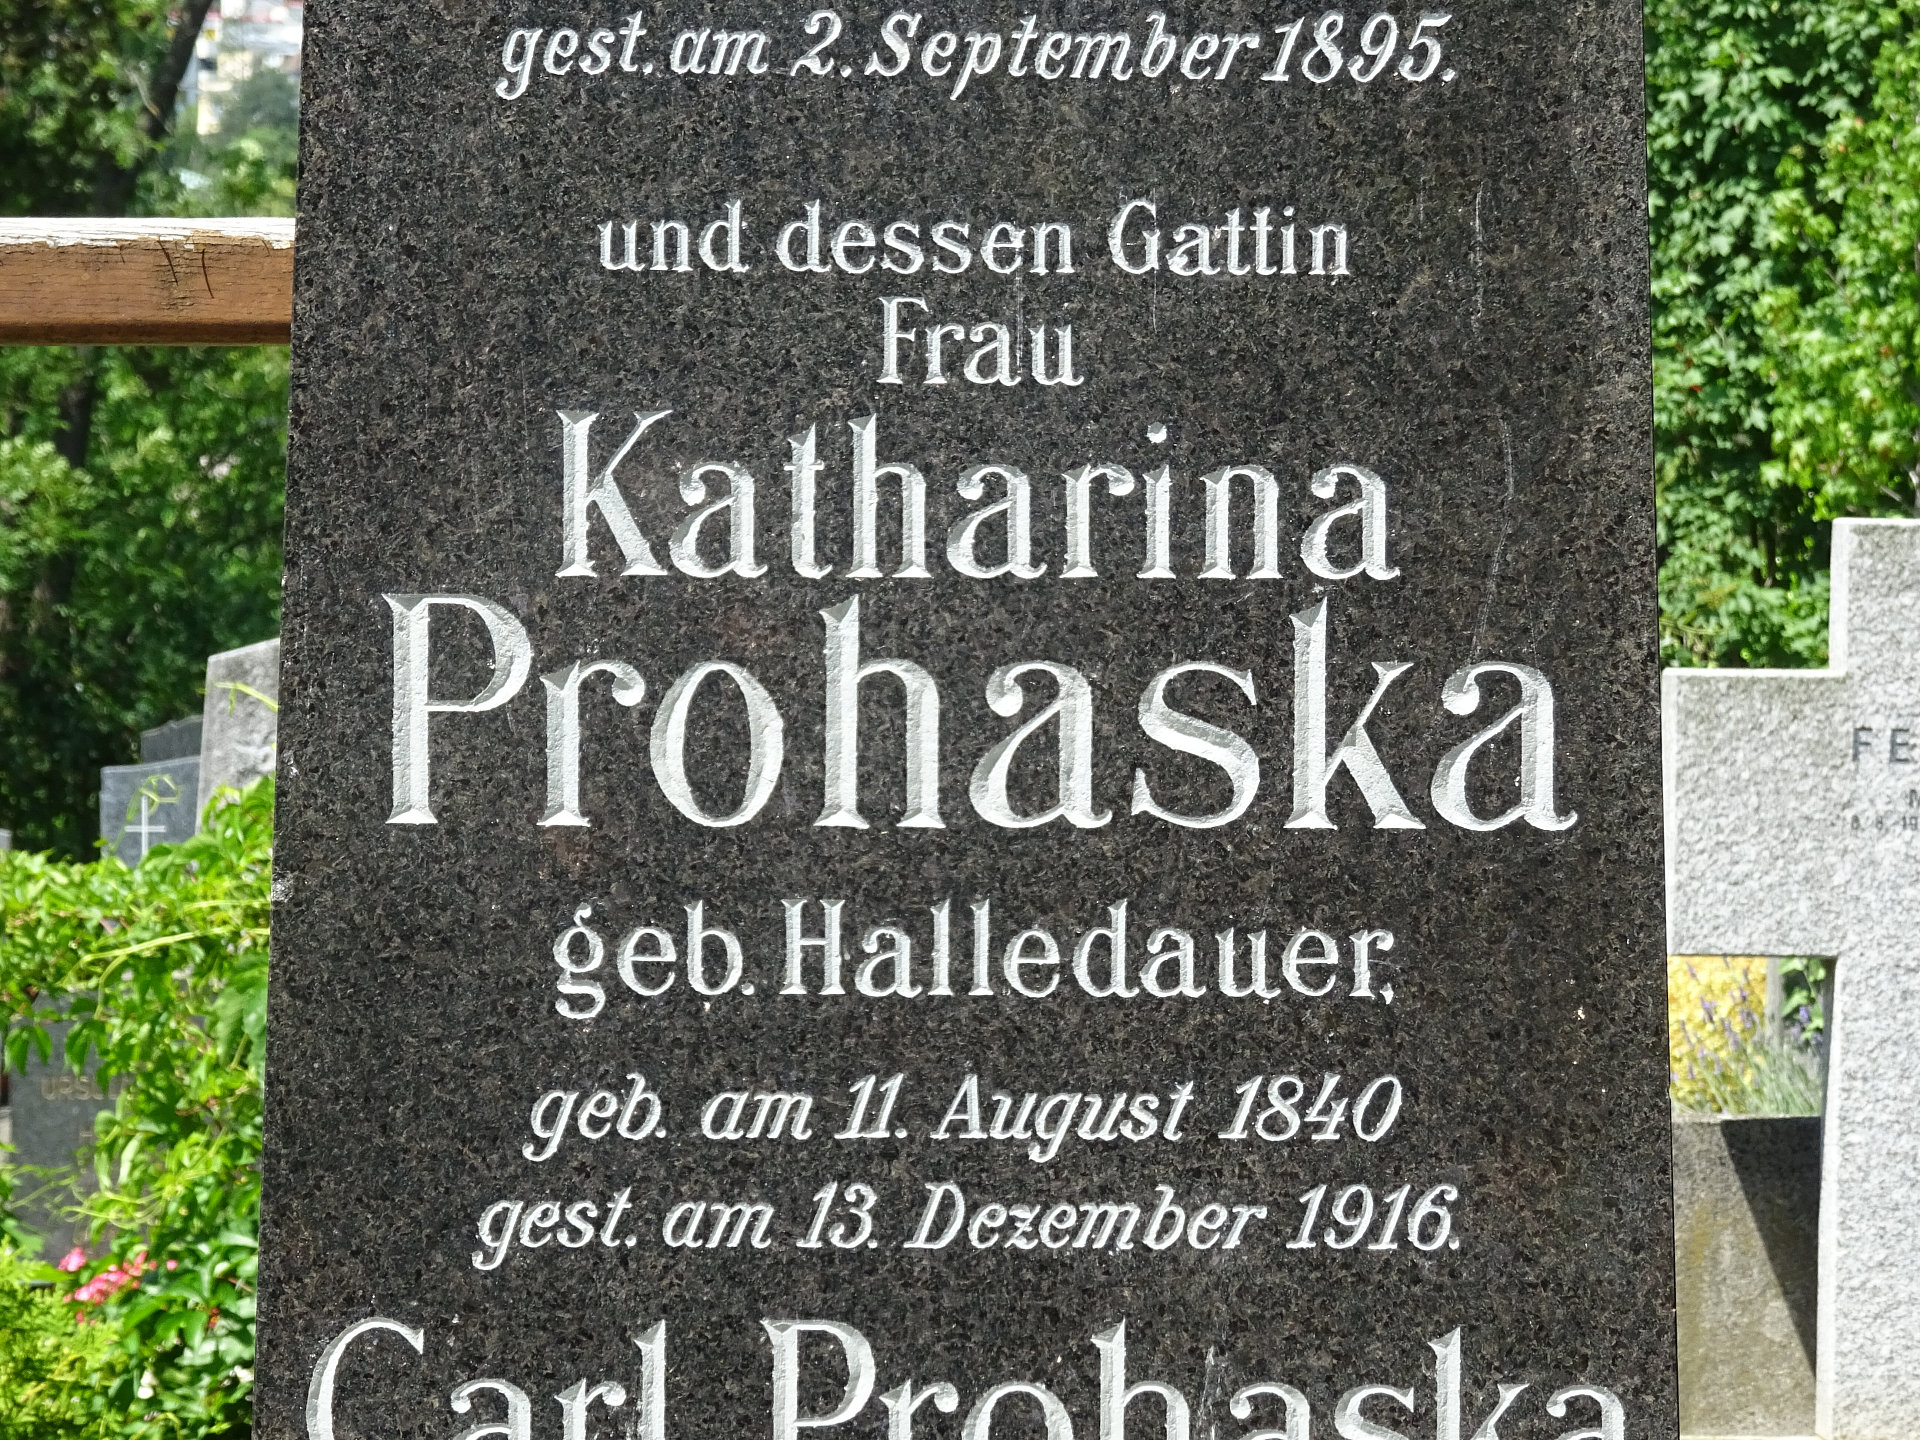 gest. am 2. September 1895.
und dessen Gattin
Frau
Katharina
Prohaska
geb. Halledauer,
geb. am 11. August 1840
gest. am 13. Dezember 1916.
Carl Prohaska